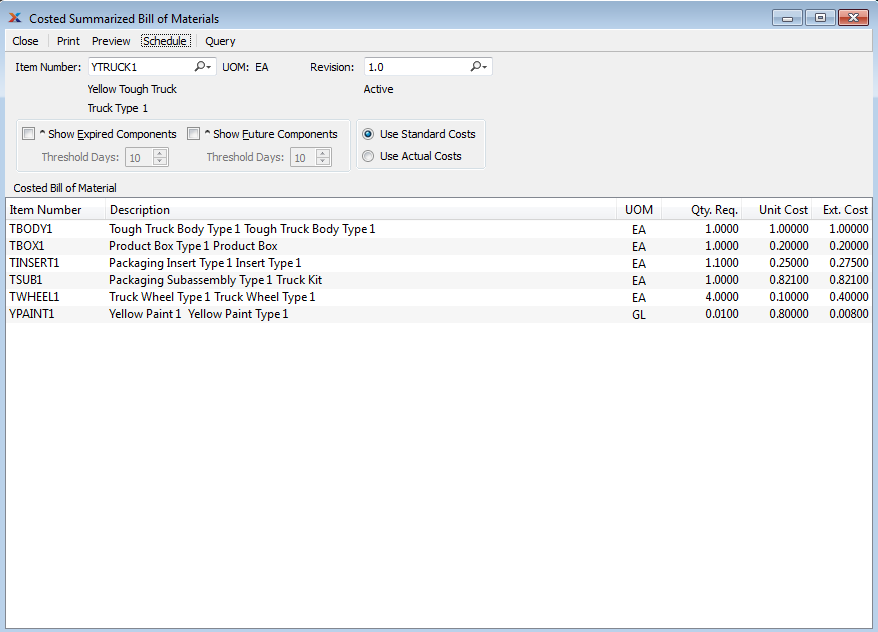 Costed Summarized Bill of Materials
Close Print Preview Schedule Query
Item Number: YTRUCK1 UOM: EA Revision: 1.0
Yellow Tough Truck Active
Truck Type 1
^ Show Expired Components ^ Show Future Components Use Standard Costs
Threshold Days: 10 Threshold Days: 10 Use Actual Costs
Costed Bill of Material
Item Number Description UOM Qty. Req. Unit Cost Ext. Cost
TBODY1 Tough Truck Body Type 1 Tough Truck Body Type 1 EA 1.0000 1.00000 1.00000
TBOX1 Product Box Type 1 Product Box EA 1.0000 0.20000 0.20000
TINSERT1 Packaging Insert Type 1 Insert Type 1 EA 1.1000 0.25000 0.27500
TSUB1 Packaging Subassembly Type 1 Truck Kit EA 1.0000 0.82100 0.82100
TWHEEL1 Truck Wheel Type 1 Truck Wheel Type 1 EA 4.0000 0.10000 0.40000
YPAINT1 Yellow Paint 1 Yellow Paint Type 1 GL 0.0100 0.80000 0.00800